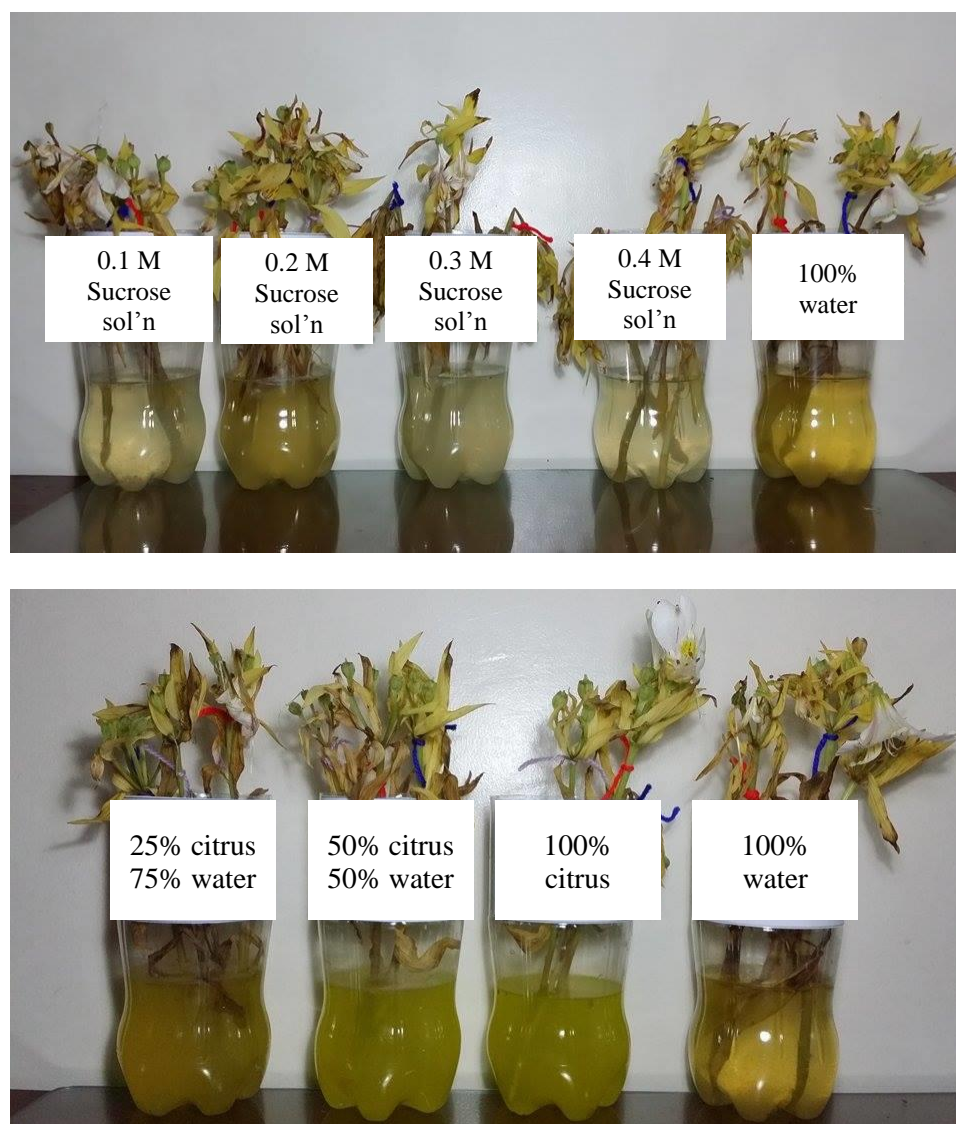 0.1 M
Sucrose
sol’n
0.2 M
Sucrose
sol’n
0.3 M
Sucrose
sol’n
0.4 M
Sucrose
sol’n
100%
water
25% citrus
75% water
50% citrus
50% water
100%
citrus
100%
water